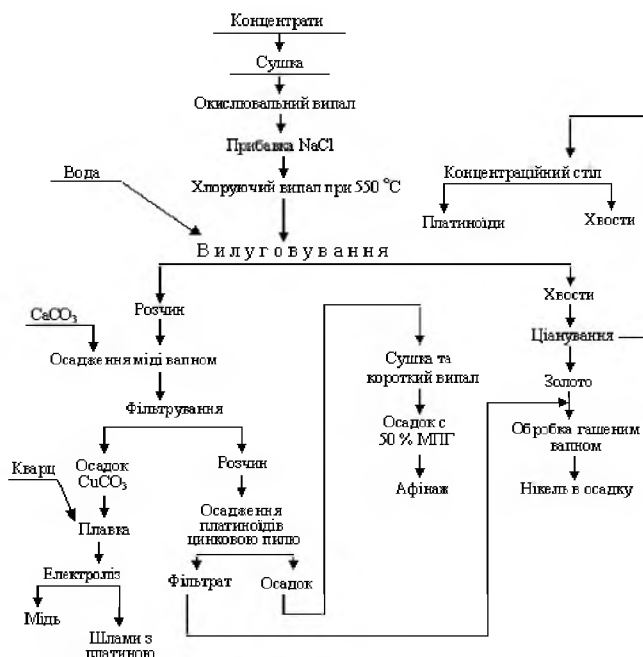 Концентрати
Сушка
Окислювальний випал
Прибавка NaCl
Вода
Хлоруючий випал при 550 °C
Концентраційний стіл
Платиноїди
Хвости
Вилуговування
Розчин
Хвости
CaCO₃
Ціанування
Осадження міді вапном
Сушка та
короткий випал
Золото
Фільтрування
Осадок с
50 % МПГ
Обробка гашеним
вапном
Осадок
CuCO₃
Розчин
Кварц
Афінаж
Нікель в осадку
Плавка
Осадження
платиноїдів
цинковою пилю
Електроліз
Фільтрат
Осадок
Мідь
Шлами з
платиною